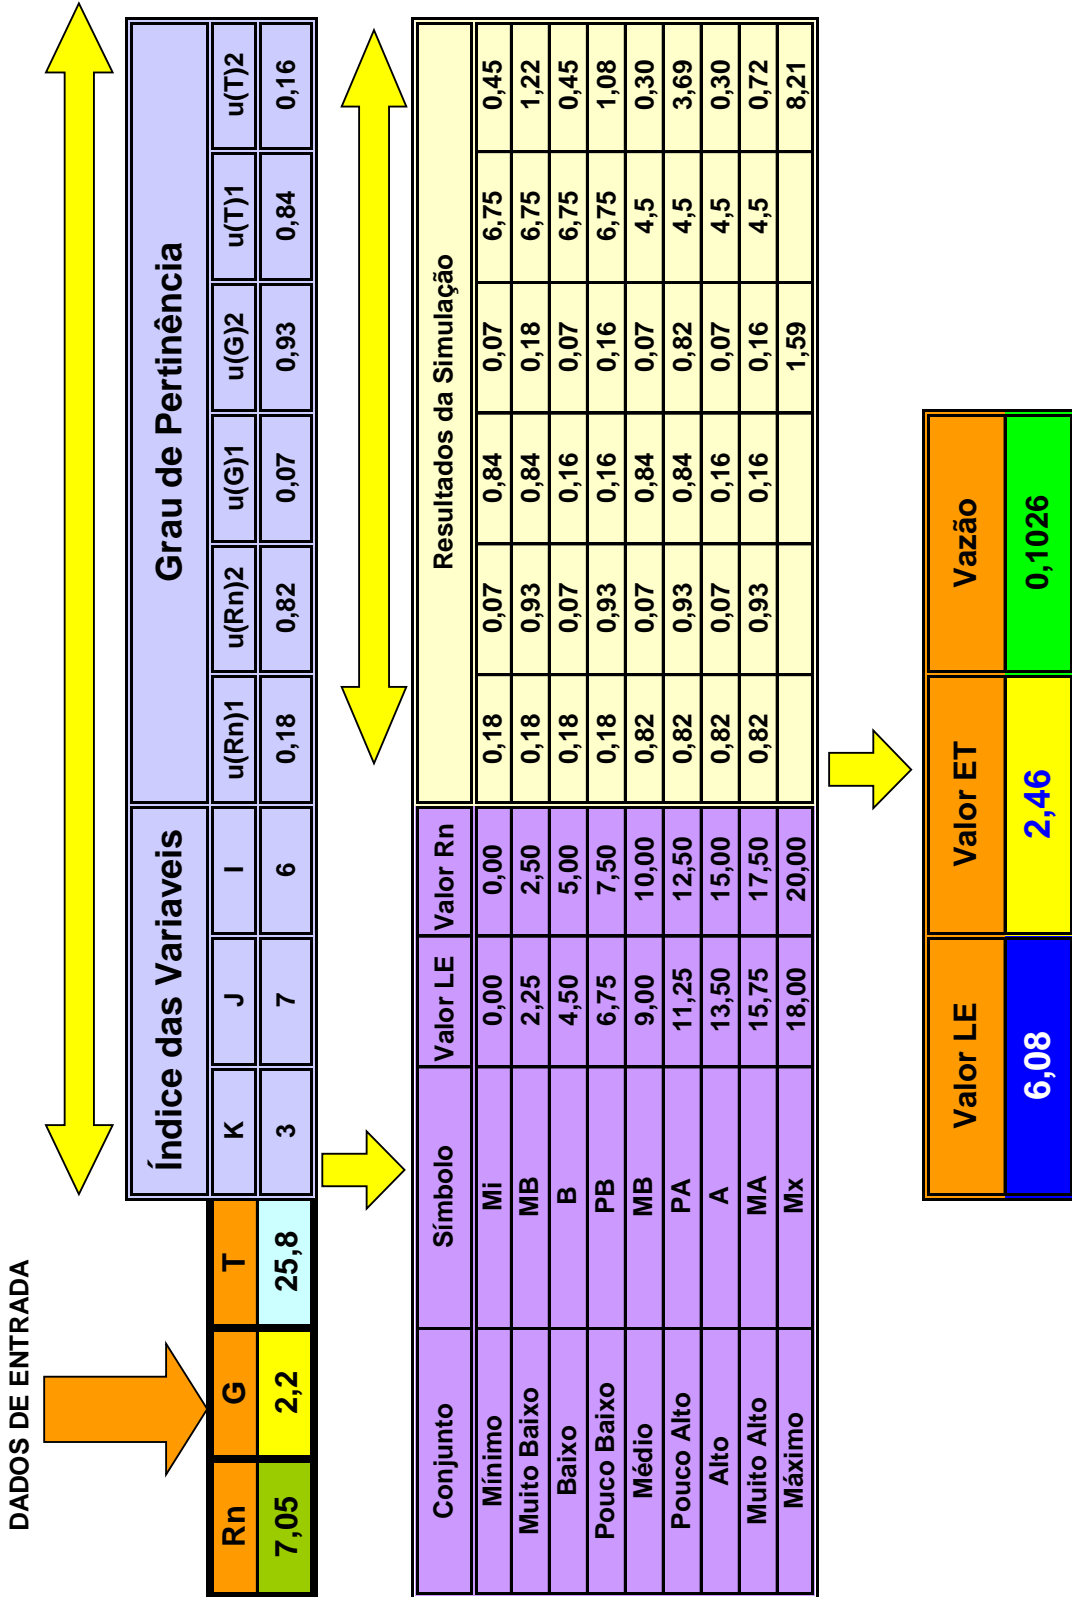 DADOS DE ENTRADA
Índice das Variaveis Grau de Pertinência
Rn G T K J I u(Rn)1 u(Rn)2 u(G)1 u(G)2 u(T)1 u(T)2
7,05 2,2 25,8 3 7 6 0,18 0,82 0,07 0,93 0,84 0,16
Conjunto Símbolo Valor LE Valor Rn Resultados da Simulação
Mínimo Mi 0,00 0,00 0,18 0,07 0,84 0,07 6,75 0,45
Muito Baixo MB 2,25 2,50 0,18 0,93 0,84 0,18 6,75 1,22
Baixo B 4,50 5,00 0,18 0,07 0,16 0,07 6,75 0,45
Pouco Baixo PB 6,75 7,50 0,18 0,93 0,16 0,16 6,75 1,08
Médio MB 9,00 10,00 0,82 0,07 0,84 0,07 4,5 0,30
Pouco Alto PA 11,25 12,50 0,82 0,93 0,84 0,82 4,5 3,69
Alto A 13,50 15,00 0,82 0,07 0,16 0,07 4,5 0,30
Muito Alto MA 15,75 17,50 0,82 0,93 0,16 0,16 4,5 0,72
Máximo Mx 18,00 20,00 1,59 8,21
Valor LE Valor ET Vazão
6,08 2,46 0,1026